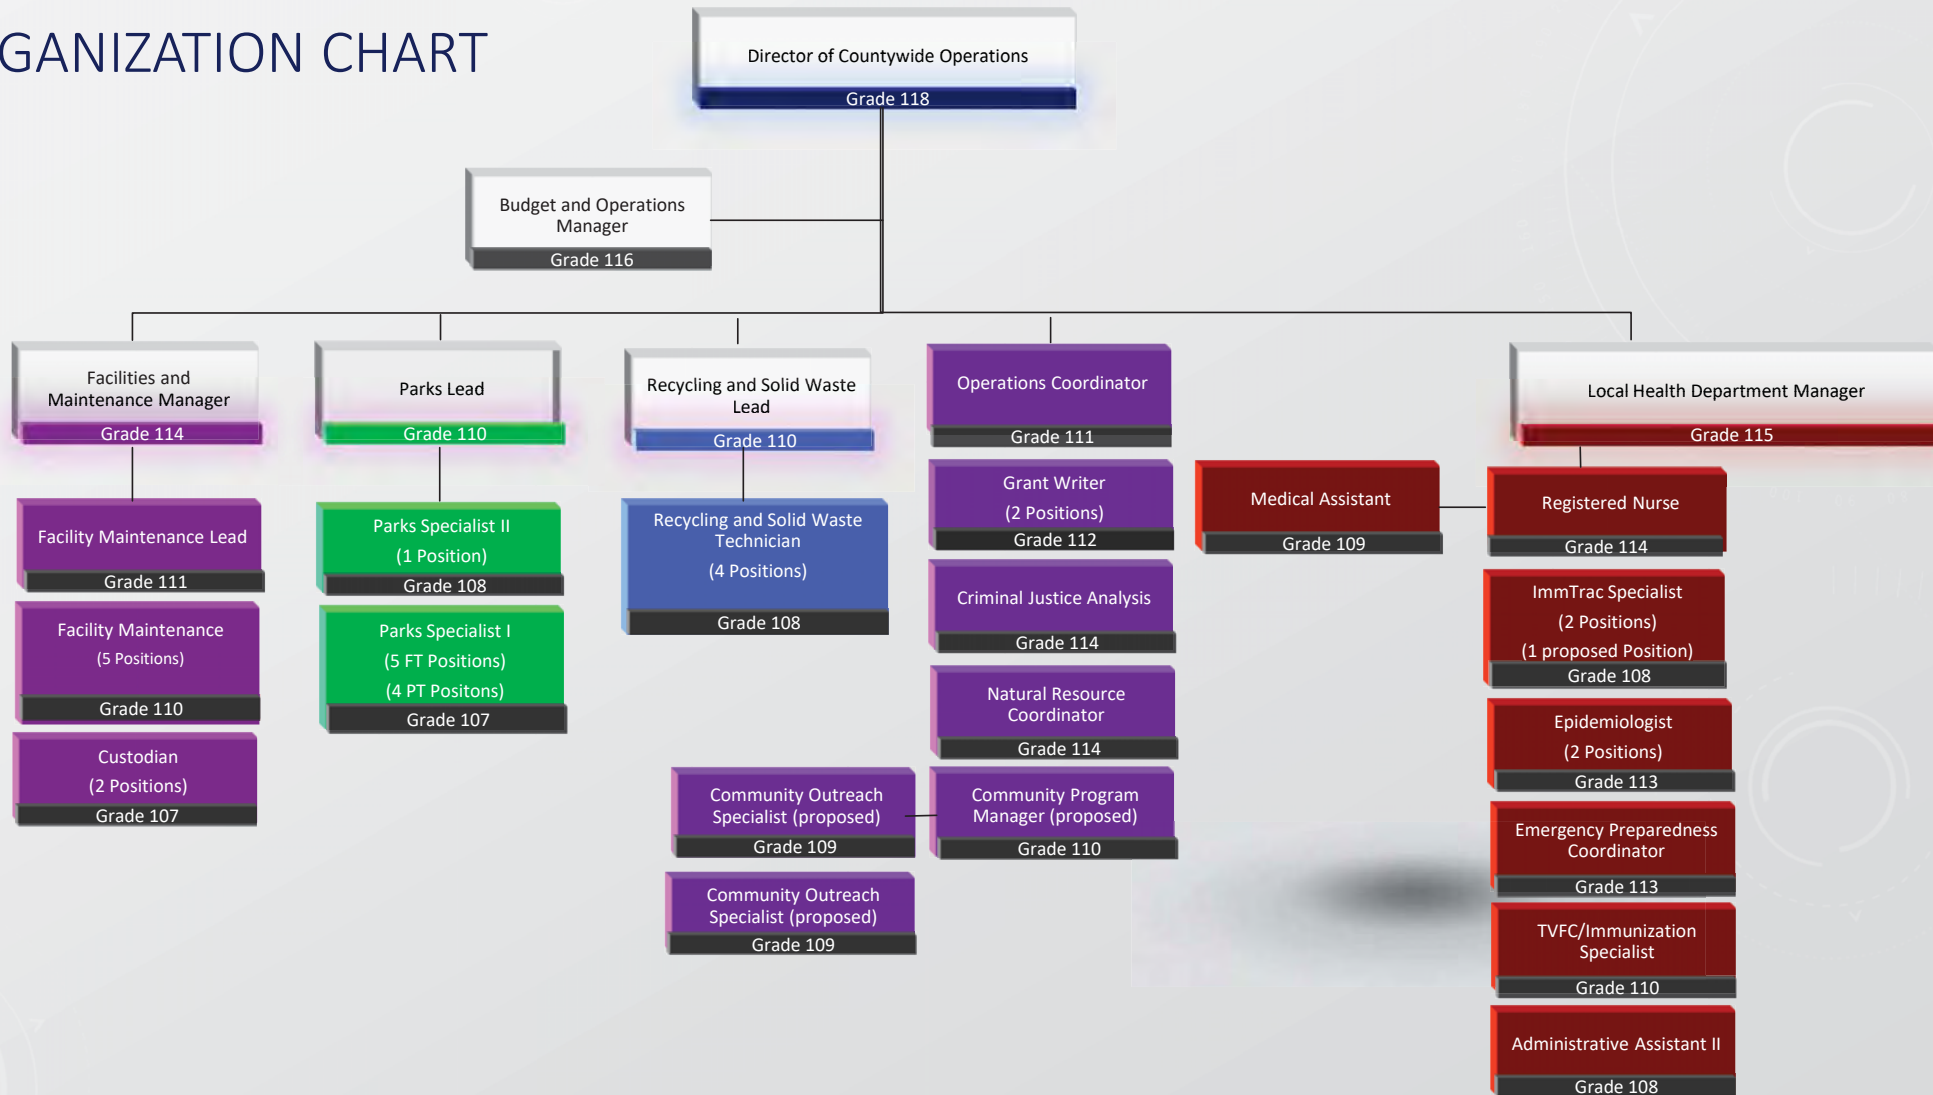 GANIZATION CHART
Director of Countywide Operations
Grade 118
Budget and Operations
Manager
Grade 116
Facilities and
Maintenance Manager
Grade 114
Facility Maintenance Lead
Grade 111
Facility Maintenance
(5 Positions)
Grade 110
Custodian
(2 Positions)
Grade 107
Parks Lead
Grade 110
Parks Specialist II
(1 Position)
Grade 108
Parks Specialist I
(5 FT Positions)
(4 PT Positons)
Grade 107
Recycling and Solid Waste
Lead
Grade 110
Recycling and Solid Waste
Technician
(4 Positions)
Grade 108
Operations Coordinator
Grade 111
Grant Writer
(2 Positions)
Grade 112
Criminal Justice Analysis
Grade 114
Natural Resource
Coordinator
Grade 114
Community Program
Manager (proposed)
Grade 110
Community Outreach
Specialist (proposed)
Grade 109
Community Outreach
Specialist (proposed)
Grade 109
Local Health Department Manager
Grade 115
Medical Assistant
Grade 109
Registered Nurse
Grade 114
ImmTrac Specialist
(2 Positions)
(1 proposed Position)
Grade 108
Epidemiologist
(2 Positions)
Grade 113
Emergency Preparedness
Coordinator
Grade 113
TVFC/Immunization
Specialist
Grade 110
Administrative Assistant II
Grade 108